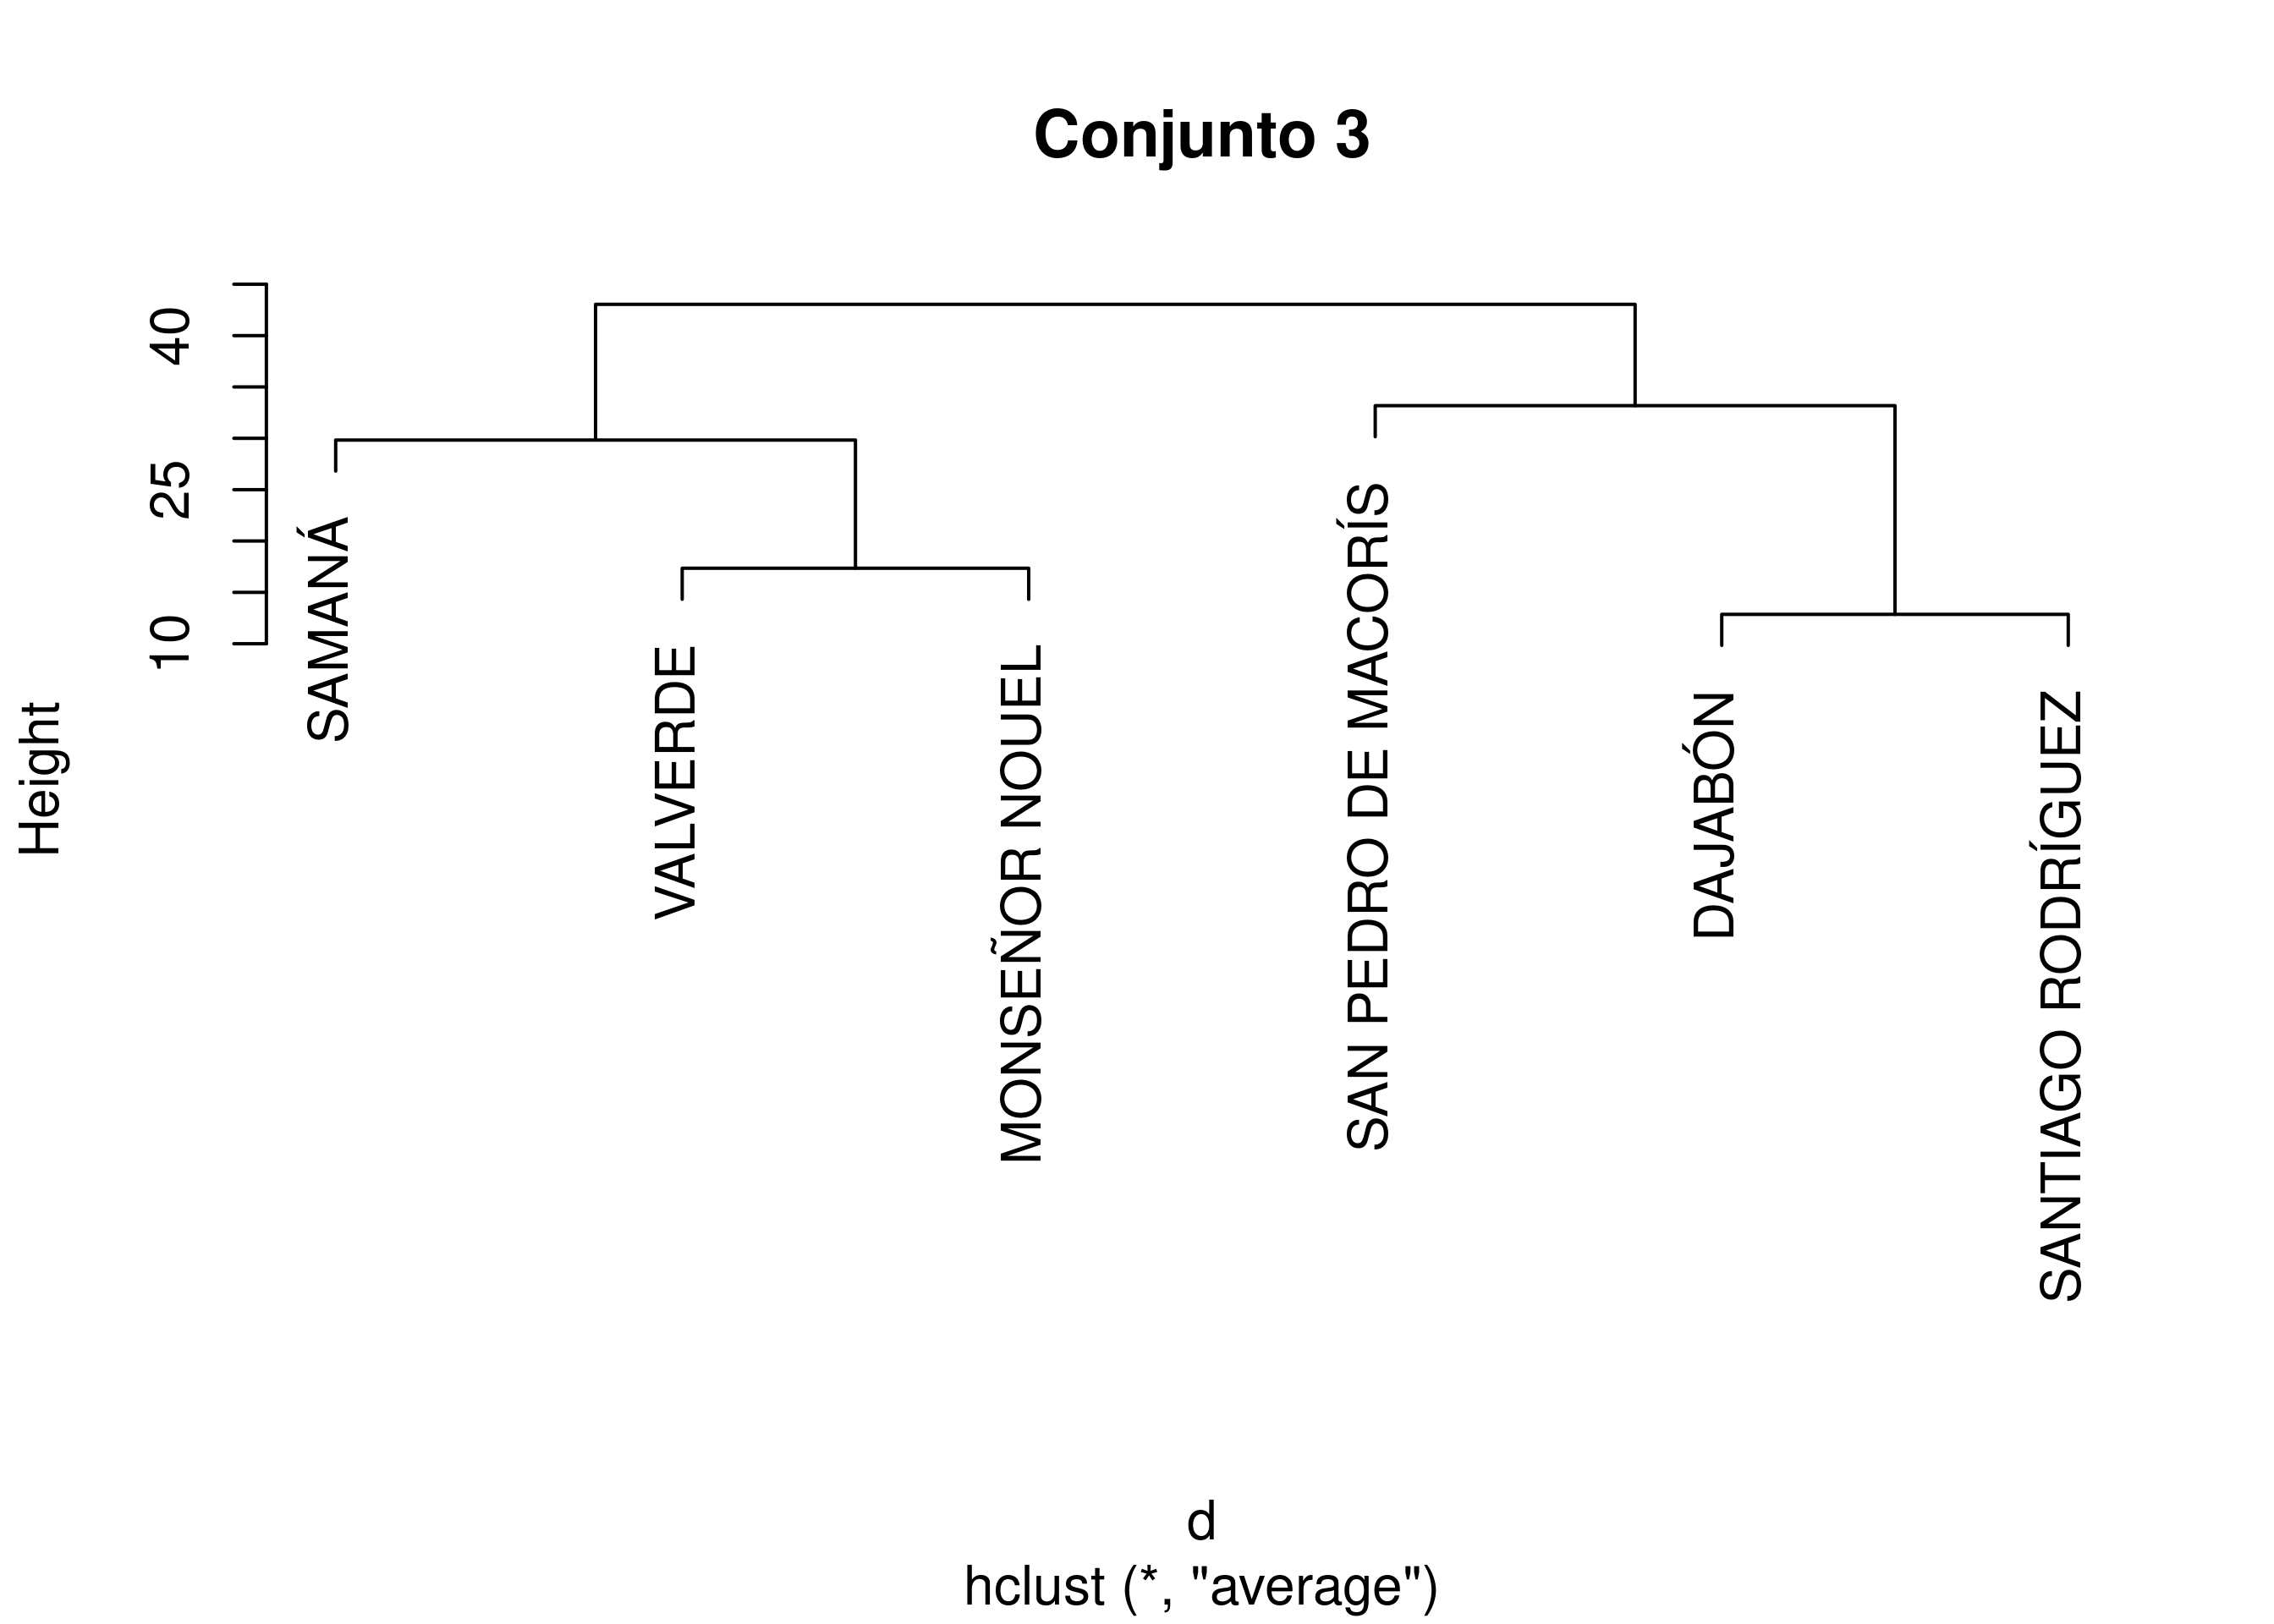 Conjunto 3
Height
10
25
40
SAMANÁ
VALVERDE
MONSEÑOR NOUEL
SAN PEDRO DE MACORÍS
DAJABÓN
SANTIAGO RODRÍGUEZ
d
hclust (*, "average")